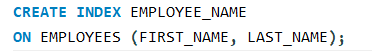 CREATE INDEX EMPLOYEE_NAME
ON EMPLOYEES (FIRST_NAME, LAST_NAME);